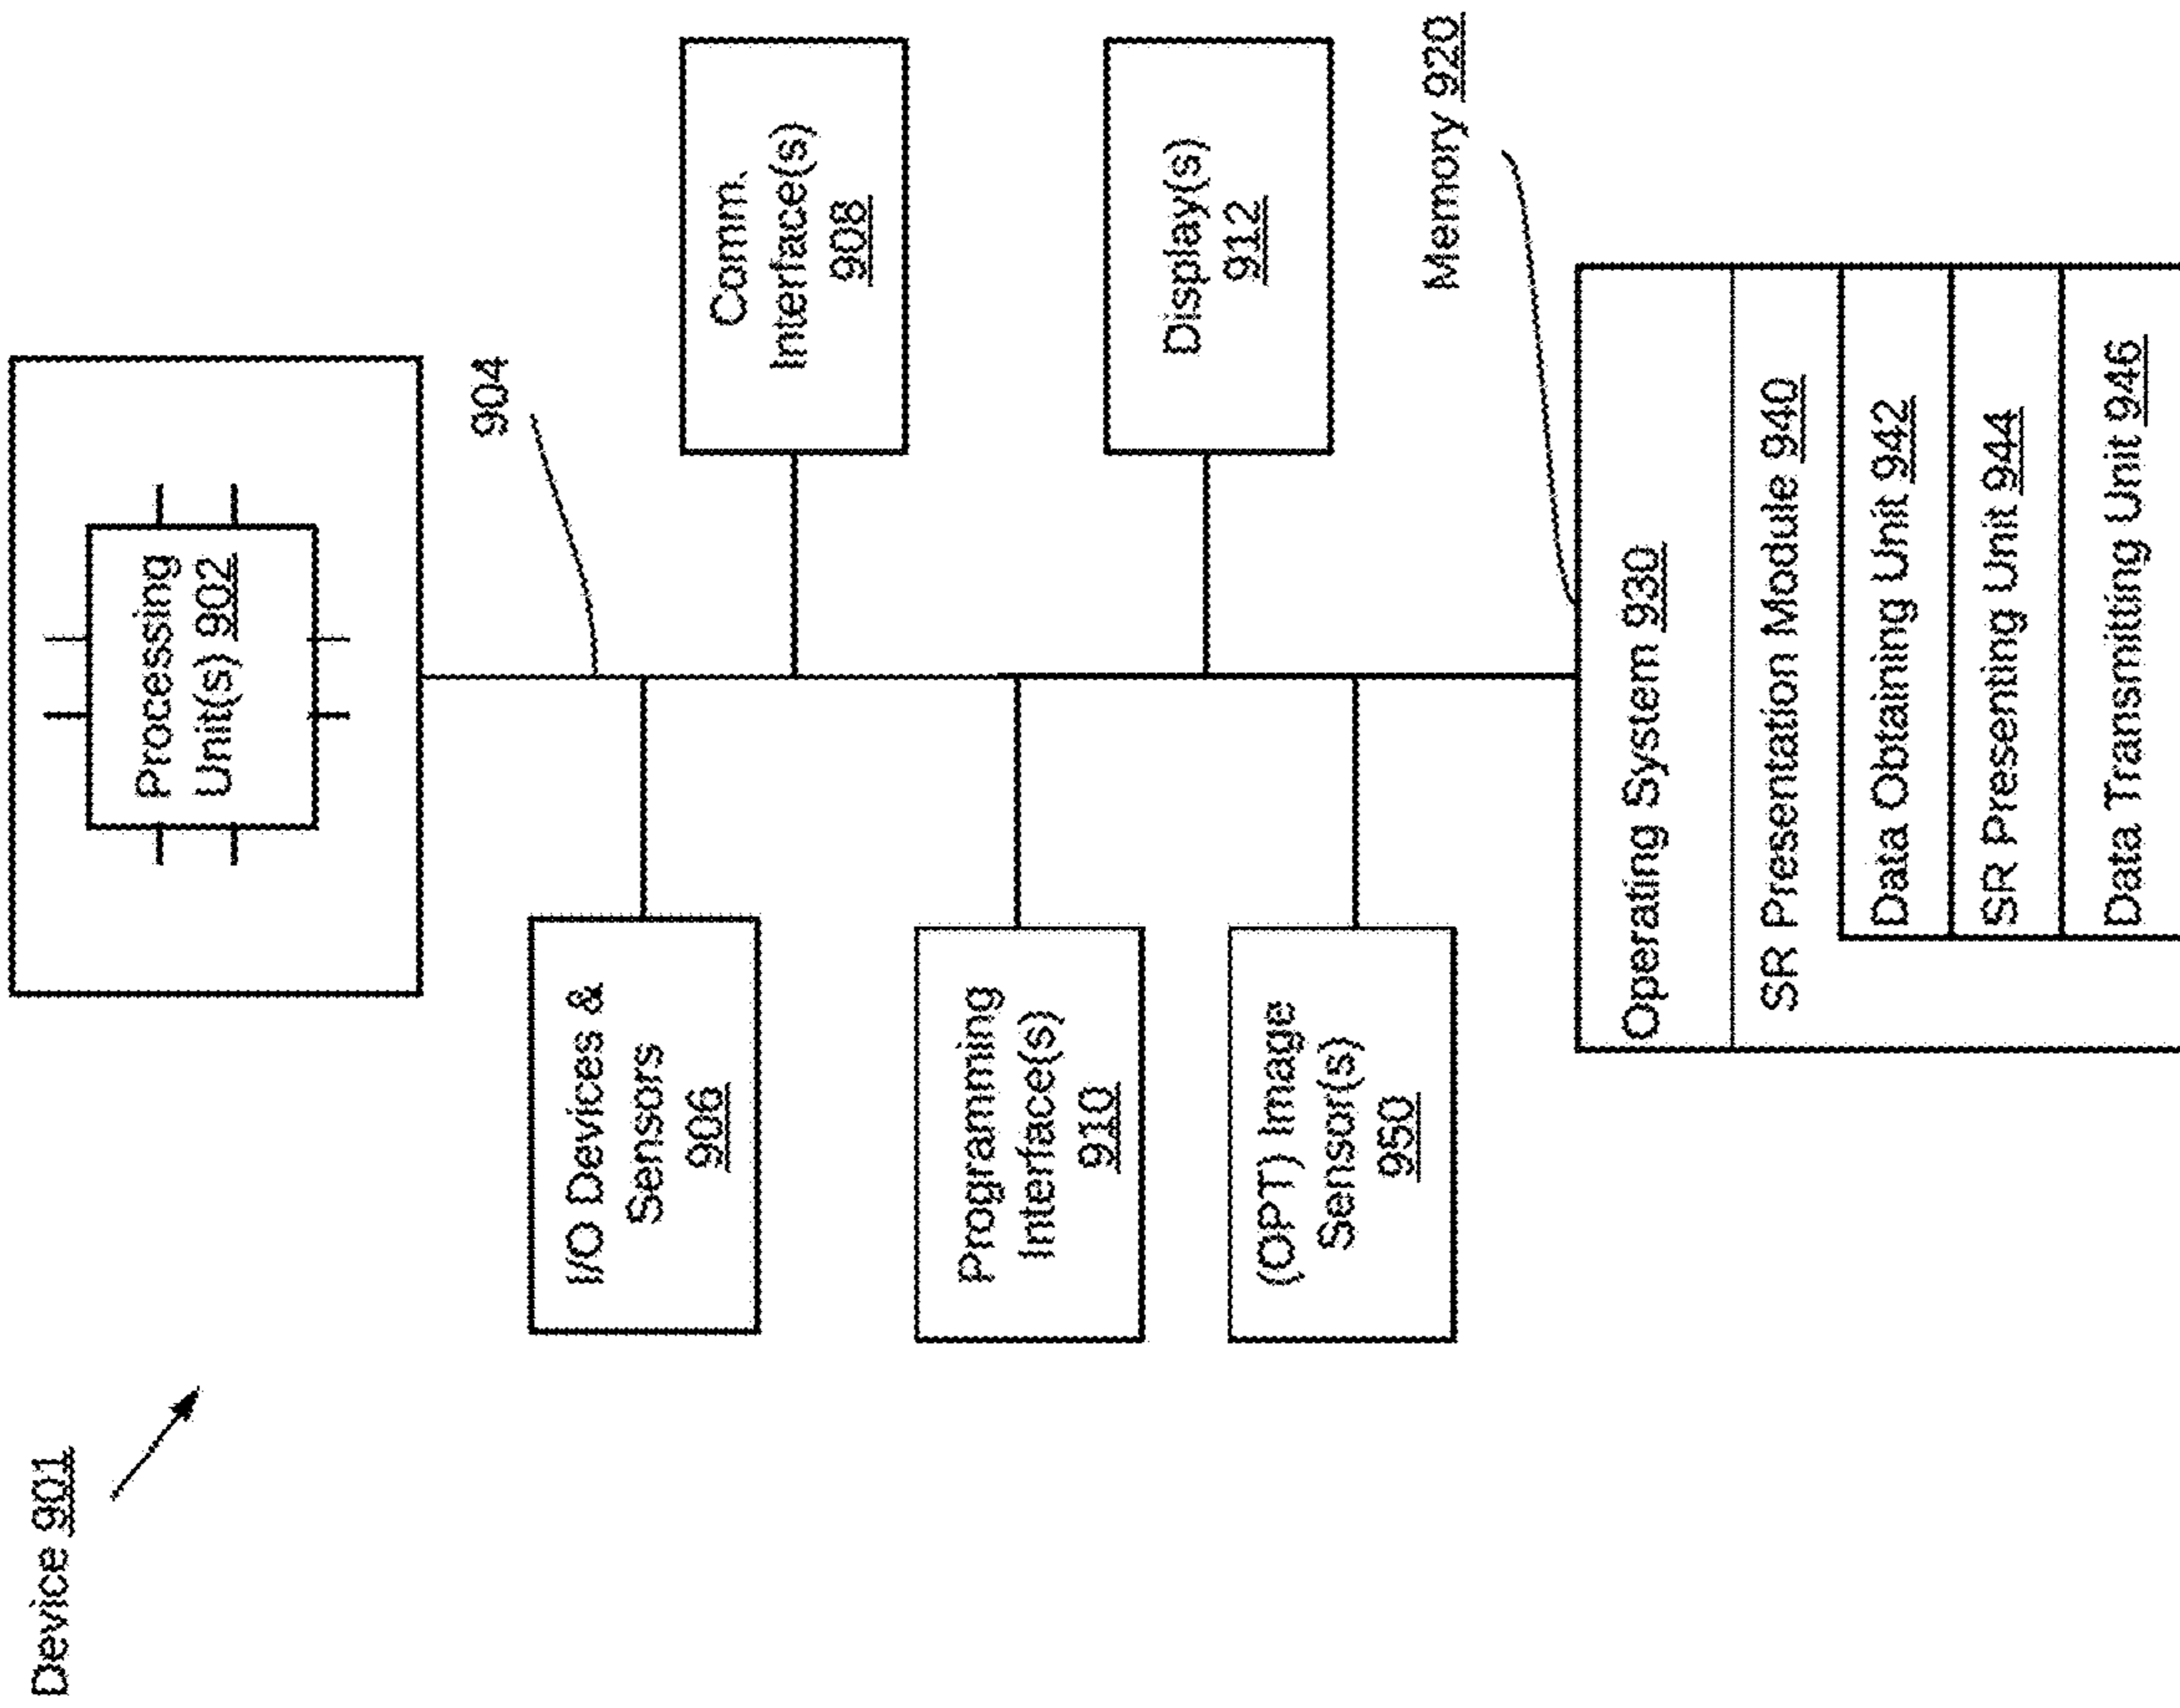 Device 901
Processing
Unit(s) 902
904
I/O Devices &
Sensors
906
Comm.
Interface(s)
908
Programming
Interface(s)
910
Display(s)
912
(OPT) Image
Sensor(s)
950
Memory 920
Operating System 930
SR Presentation Module 940
Data Obtaining Unit 942
SR Presenting Unit 944
Data Transmitting Unit 946